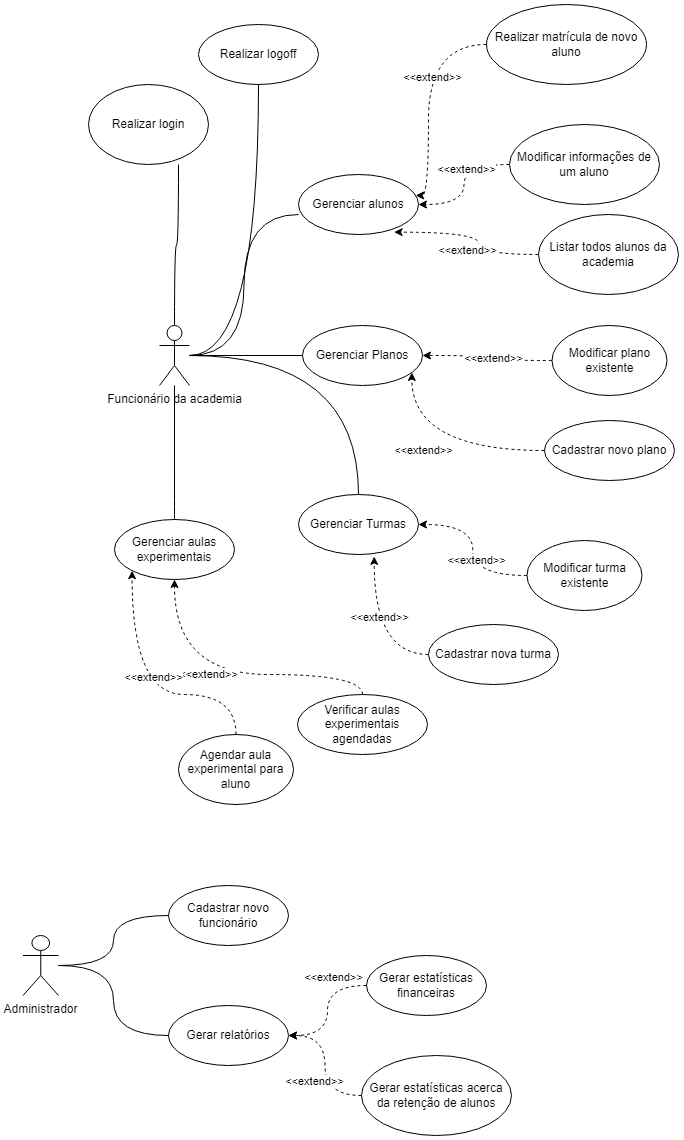 Realizar matrícula de novo
aluno
Realizar logoff
<<extend>>
Realizar login
Modificar informações de
um aluno
<<extend>>
Gerenciar alunos
Listar todos alunos da
academia
<<extend>>
Gerenciar Planos
<<extend>>
Modificar plano
existente
Funcionário da academia
<<extend>>
Cadastrar novo plano
Gerenciar Turmas
Gerenciar aulas
experimentais
<<extend>>
Modificar turma
existente
<<extend>>
Cadastrar nova turma
<<extend>>
<<extend>>
Verificar aulas
experimentais
agendadas
Agendar aula
experimental para
aluno
Cadastrar novo
funcionário
Administrador
<<extend>>
Gerar estatísticas
financeiras
Gerar relatórios
<<extend>>
Gerar estatísticas acerca
da retenção de alunos